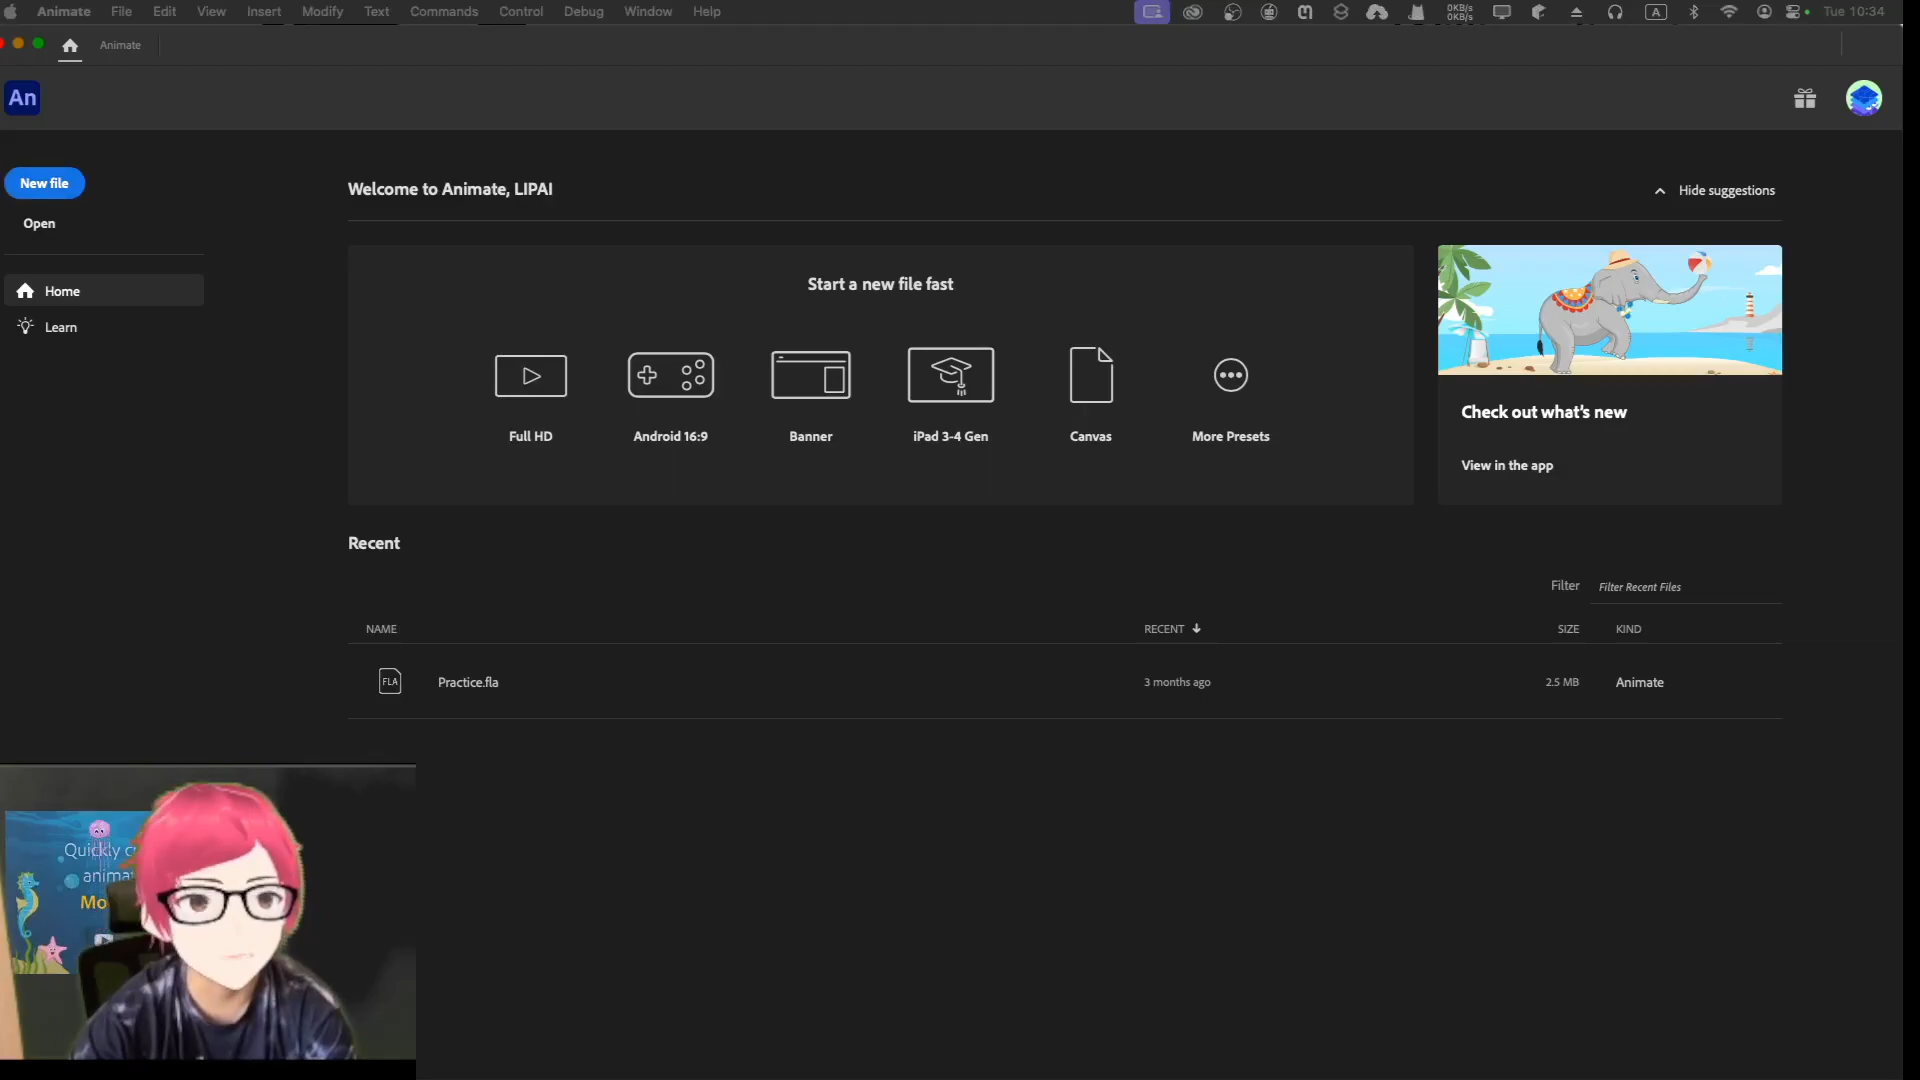 Animate File Edit View Insert Modify Text Commands Control Debug Window Help 0KB/s A Tue 10:34
0KB/s
Animate
An
New file
Open
Home
Learn
Welcome to Animate, LIPAI
Hide suggestions
Start a new file fast
Full HD
Android 16:9
Banner
iPad 3-4 Gen
Canvas
More Presets
Check out what's new
View in the app
Recent
Filter Filter Recent Files
NAME RECENT SIZE KIND
FLA Practice.fla 3 months ago 2.5 MB Animate
Quickly